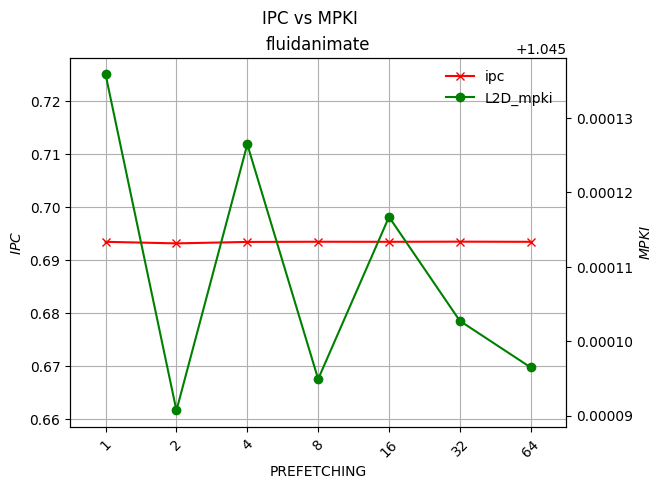 IPC vs MPKI
fluidanimate
+1.045
ipc
L2D_mpki
0.72
0.71
0.70
0.69
0.68
0.67
0.66
IPC
0.00013
0.00012
0.00011
0.00010
0.00009
MPKI
1 2 4 8 16 32 64
PREFETCHING